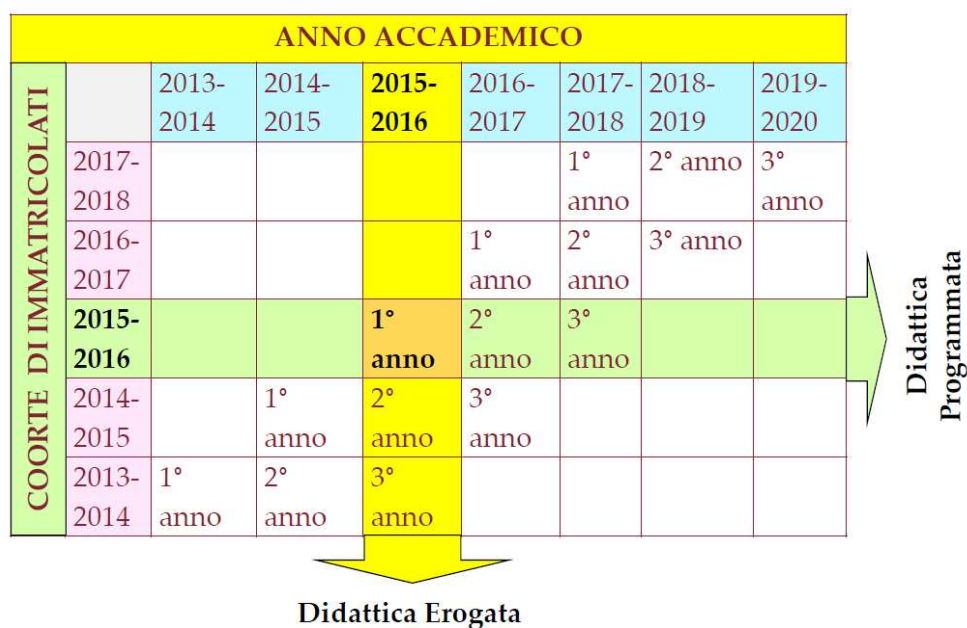 ANNO ACCADEMICO
COORTE DI IMMATRICOLATI
2013- 2014- 2015- 2016- 2017- 2018- 2019-
2014 2015 2016 2017 2018 2019 2020
2017- 1° 2° anno 3°
2018 anno anno
2016- 1° 2° 3° anno
2017 anno anno
2015- 1° 2° 3°
2016 anno anno anno
2014- 1° 2° 3°
2015 anno anno anno
2013- 1° 2° 3°
2014 anno anno anno
Didattica
Programmata
Didattica Erogata